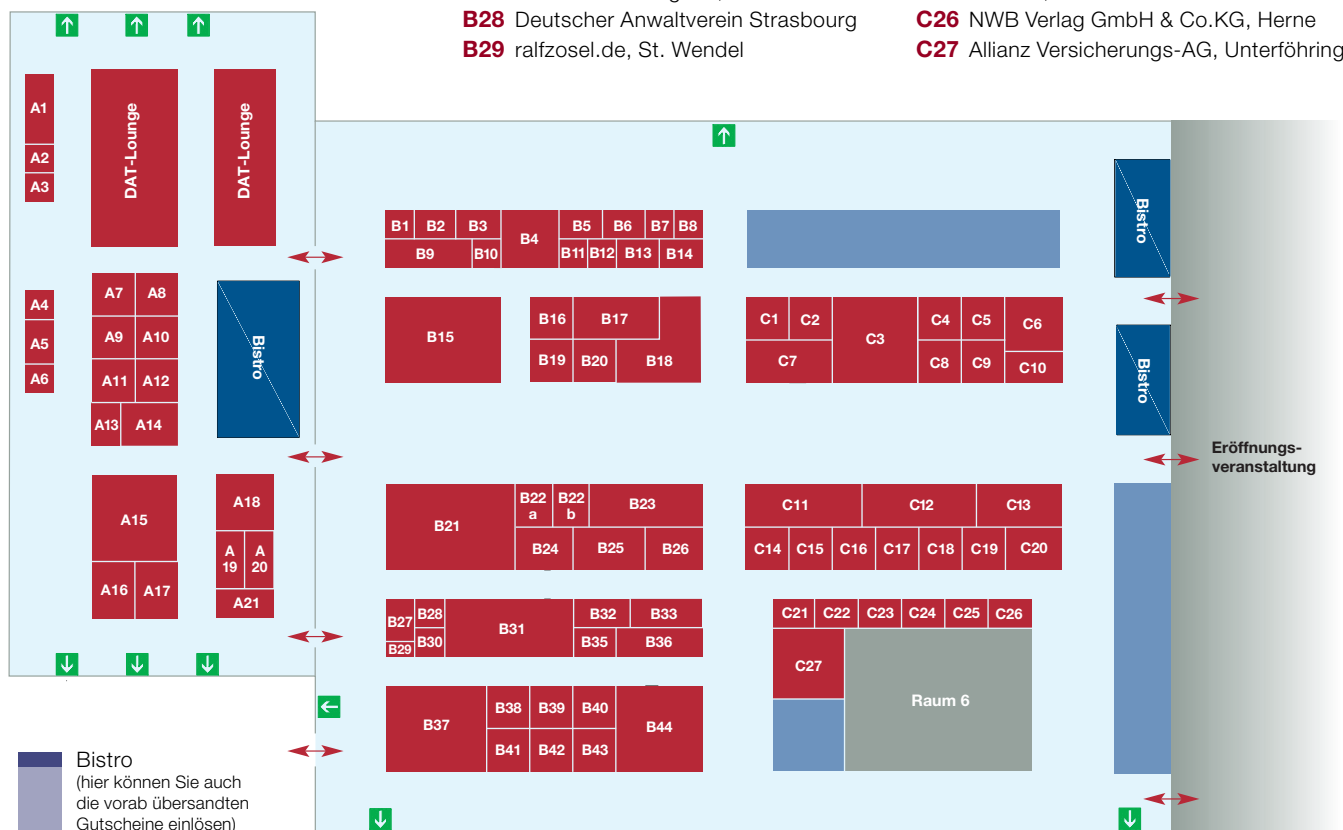 B28 Deutscher Anwaltverein Strasbourg
B29 ralfzosel.de, St. Wendel
C26 NWB Verlag GmbH & Co.KG, Herne
C27 Allianz Versicherungs-AG, Unterföhring
A1
A2
A3
DAT-Lounge
DAT-Lounge
A4
A5
A6
A7 A8
A9 A10
A11 A12
A13 A14
Bistro
A15
A16 A17
A18
A
19
A
20
A21
B1 B2 B3 B4 B5 B6 B7 B8
B9 B10 B11 B12 B13 B14
B15
B16 B17
B19 B20 B18
C1 C2 C3 C4 C5 C6
C7 C8 C9 C10
Bistro
Bistro
Eröffnungs-
veranstaltung
B21
B22
a
B22
b
B23
B24 B25 B26
C11 C12 C13
C14 C15 C16 C17 C18 C19 C20
B27 B28 B31 B32 B33
B29 B30 B35 B36
C21 C22 C23 C24 C25 C26
C27
Raum 6
B37 B38 B39 B40 B44
B41 B42 B43
Bistro
(hier können Sie auch
die vorab übersandten
Gutscheine einlösen)